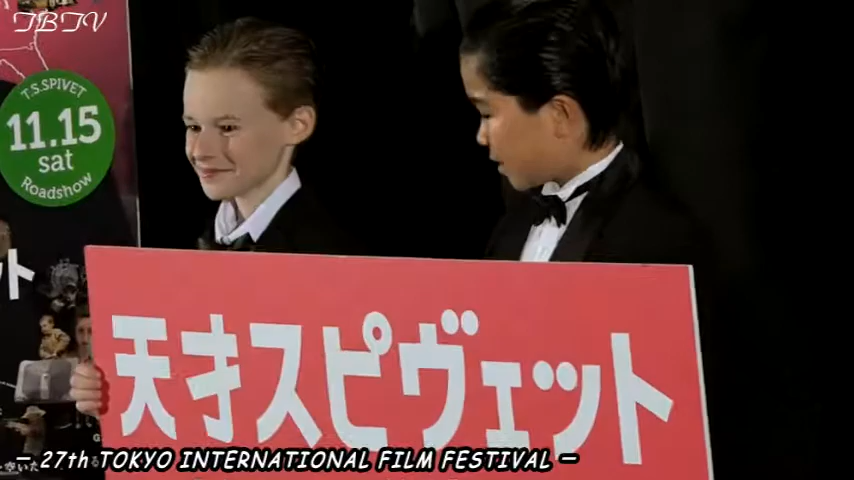 TBTV
T.S.SPIVET
11.15
Sat
Roadshow
ト
天才スピヴェット
– 27th TOKYO INTERNATIONAL FILM FESTIVAL –